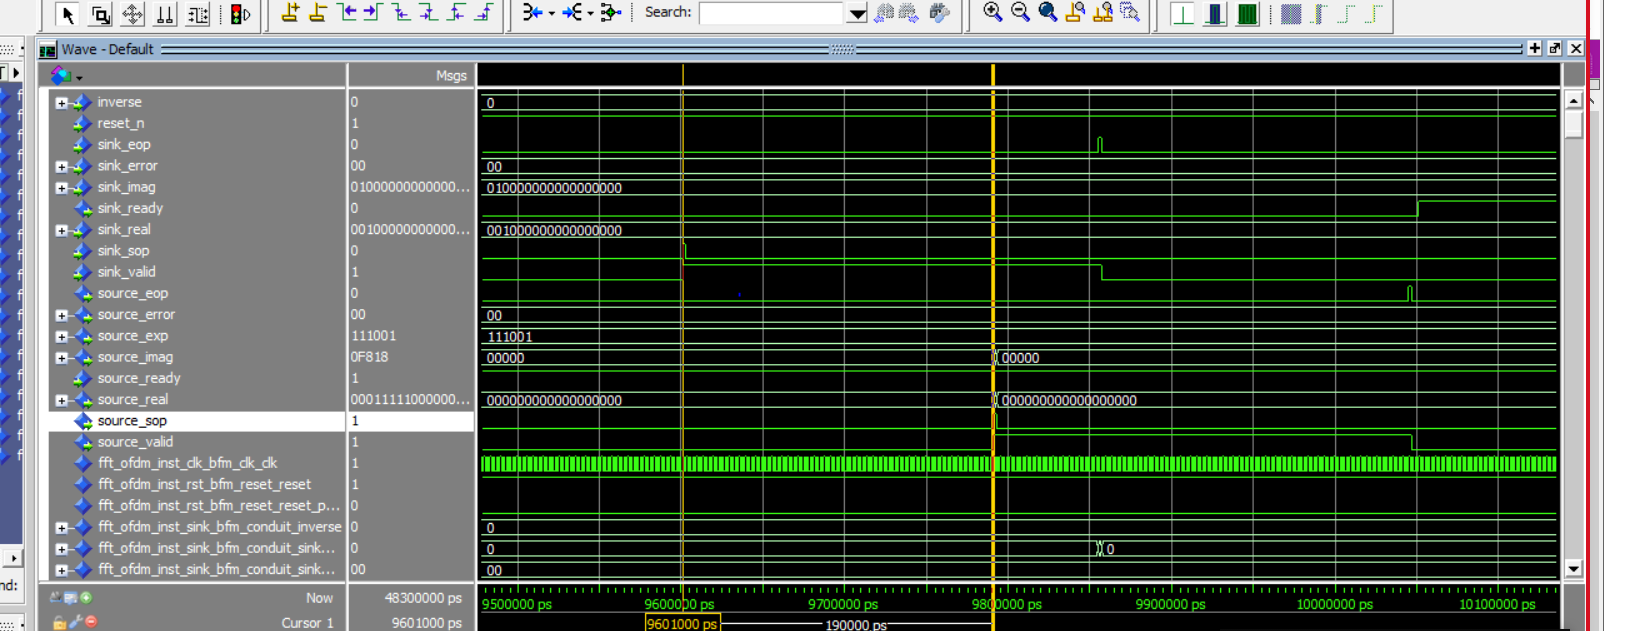 Search:
Wave - Default
Msgs
inverse 0 0
reset_n 1
sink_eop 0
sink_error 00 00
sink_imag 01000000000000... 010000000000000000
sink_ready 0
sink_real 00100000000000... 001000000000000000
sink_sop 0
sink_valid 1
source_eop 0
source_error 00 00
source_exp 111001 111001
source_imag 0F818 00000 00000
source_ready 1
source_real 00011111000000... 000000000000000000 000000000000000000
source_sop 1
source_valid 1
fft_ofdm_inst_clk_bfm_clk_clk 1
fft_ofdm_inst_rst_bfm_reset_reset 1
fft_ofdm_inst_rst_bfm_reset_reset_p... 0
fft_ofdm_inst_sink_bfm_conduit_inverse 0 0
fft_ofdm_inst_sink_bfm_conduit_sink... 0 0 0
fft_ofdm_inst_sink_bfm_conduit_sink... 00 00
nd:
Now 48300000 ps 9500000 ps 9600000 ps 9700000 ps 9800000 ps 9900000 ps 10000000 ps 10100000 ps
Cursor 1 9601000 ps 9601000 ps 190000 ps